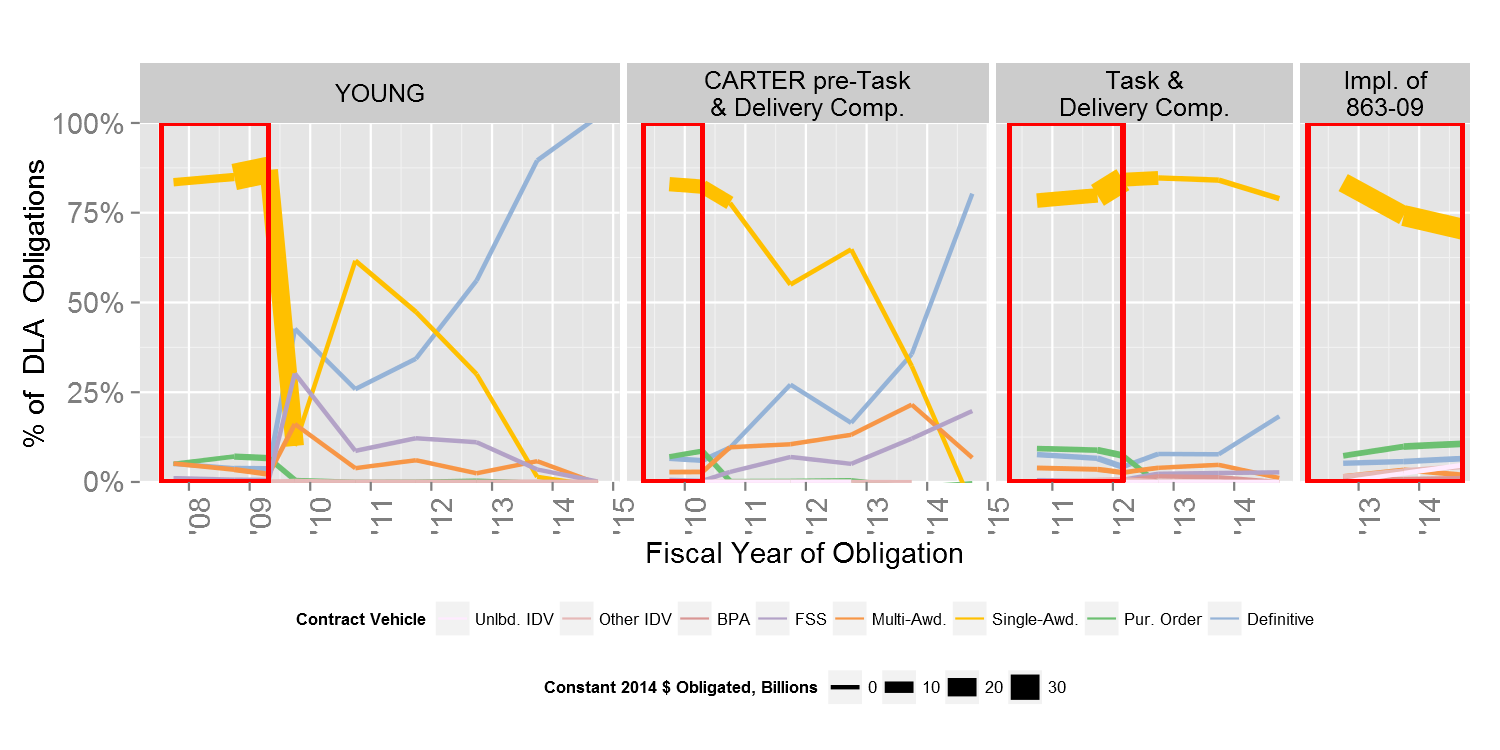 YOUNG
CARTER pre-Task
& Delivery Comp.
Task &
Delivery Comp.
Impl. of
863-09
% of DLA Obligations
100%
75%
50%
25%
0%
'08 '09 '10 '11 '12 '13 '14 '15
'10 '11 '12 '13 '14 '15
'11 '12 '13 '14
'13 '14
Fiscal Year of Obligation
Contract Vehicle Unlbd. IDV Other IDV BPA FSS Multi-Awd. Single-Awd. Pur. Order Definitive
Constant 2014 $ Obligated, Billions 0 10 20 30